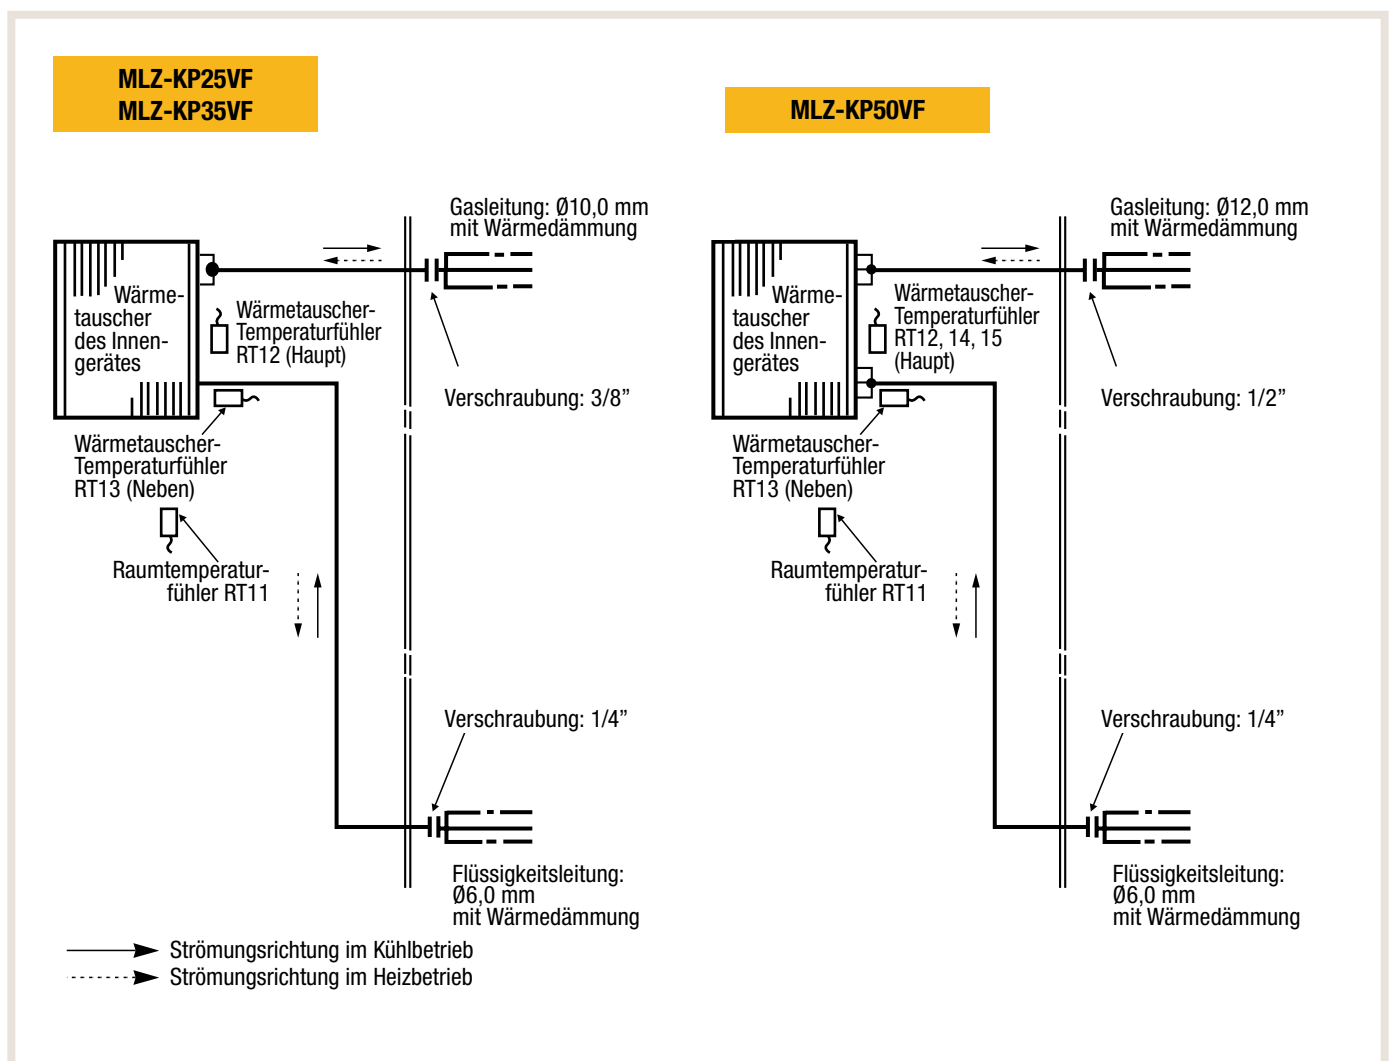 MLZ-KP25VF
MLZ-KP35VF
Gasleitung: Ø10,0 mm
mit Wärmedämmung
Wärme-
tauscher
des Innen-
gerätes
Wärmetauscher-
Temperaturfühler
RT12 (Haupt)
Verschraubung: 3/8”
Wärmetauscher-
Temperaturfühler
RT13 (Neben)
Raumtemperatur-
fühler RT11
Verschraubung: 1/4”
Flüssigkeitsleitung:
Ø6,0 mm
mit Wärmedämmung
Strömungsrichtung im Kühlbetrieb
Strömungsrichtung im Heizbetrieb
MLZ-KP50VF
Gasleitung: Ø12,0 mm
mit Wärmedämmung
Wärme-
tauscher
des Innen-
gerätes
Wärmetauscher-
Temperaturfühler
RT12, 14, 15
(Haupt)
Verschraubung: 1/2”
Wärmetauscher-
Temperaturfühler
RT13 (Neben)
Raumtemperatur-
fühler RT11
Verschraubung: 1/4”
Flüssigkeitsleitung:
Ø6,0 mm
mit Wärmedämmung